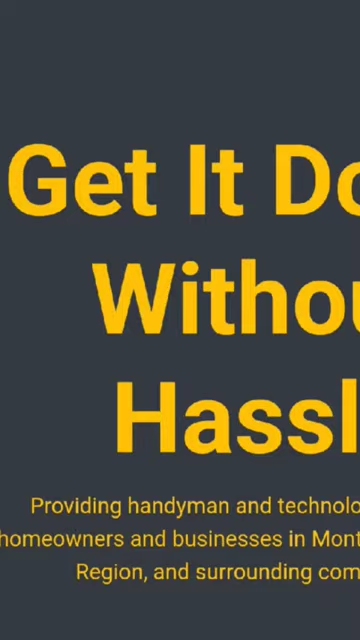 Get It Do
Withou
Hassl
Providing handyman and technolo
homeowners and businesses in Mont
Region, and surrounding com